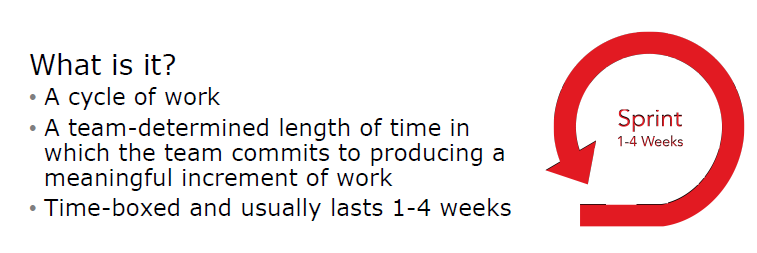 What is it?
• A cycle of work
• A team-determined length of time in
which the team commits to producing a
meaningful increment of work
• Time-boxed and usually lasts 1-4 weeks
Sprint
1-4 Weeks